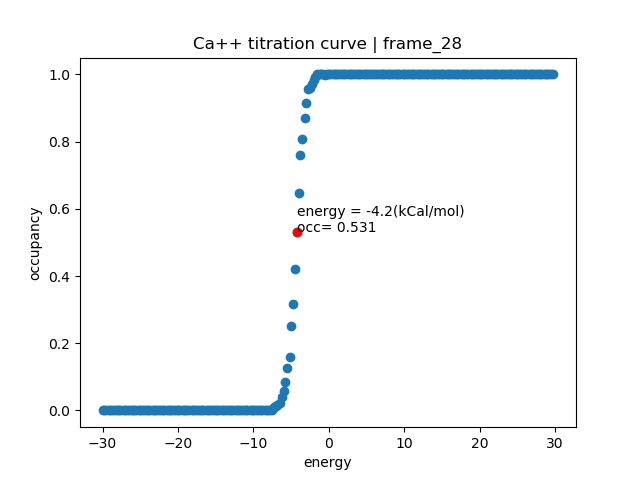 Ca++ titration curve | frame_28
1.0
0.8
0.6
0.4
0.2
0.0
occupancy
energy = -4.2(kCal/mol)
occ= 0.531
−30
−20
−10
0
10
20
30
energy